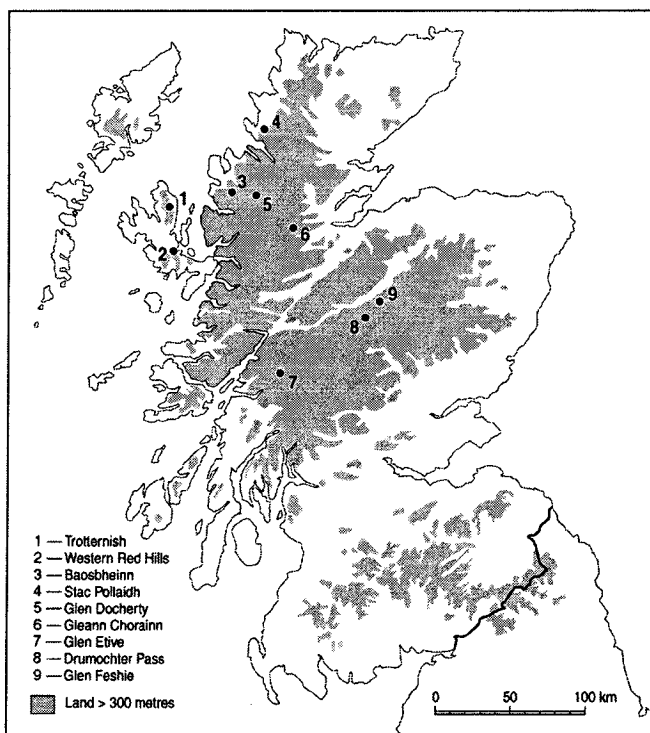 4
3
5
1
6
2
9
8
7
1 — Trotternish
2 — Western Red Hills
3 — Baosbheinn
4 — Stac Pollaidh
5 — Glen Docherty
6 — Gleann Chorainn
7 — Glen Etive
8 — Drumochter Pass
9 — Glen Feshie
Land > 300 metres
0 50 100 km